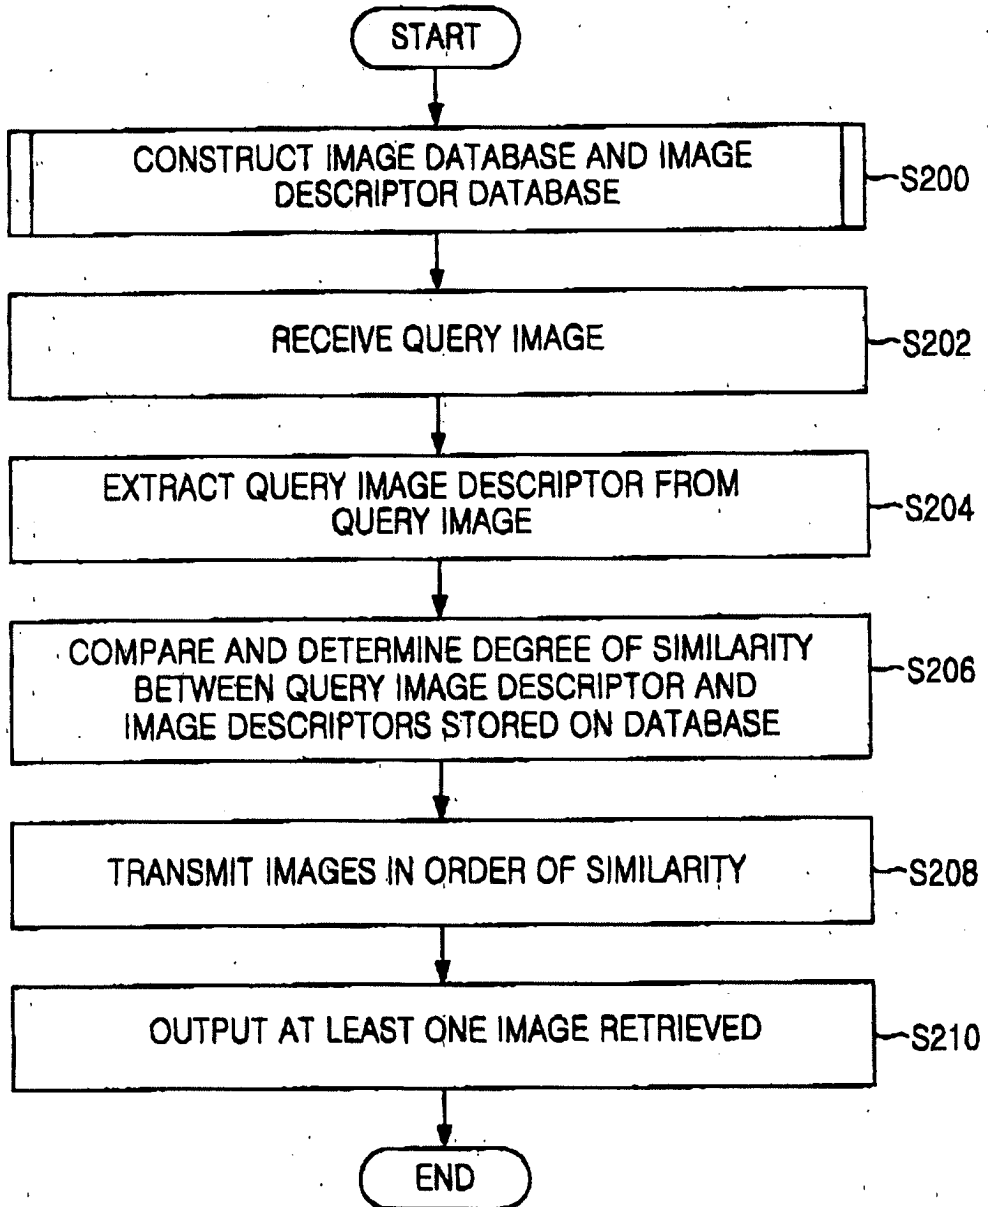 START
CONSTRUCT IMAGE DATABASE AND IMAGE
DESCRIPTOR DATABASE
S200
RECEIVE QUERY IMAGE
S202
EXTRACT QUERY IMAGE DESCRIPTOR FROM
QUERY IMAGE
S204
COMPARE AND DETERMINE DEGREE OF SIMILARITY
BETWEEN QUERY IMAGE DESCRIPTOR AND
IMAGE DESCRIPTORS STORED ON DATABASE
S206
TRANSMIT IMAGES IN ORDER OF SIMILARITY
S208
OUTPUT AT LEAST ONE IMAGE RETRIEVED
S210
END